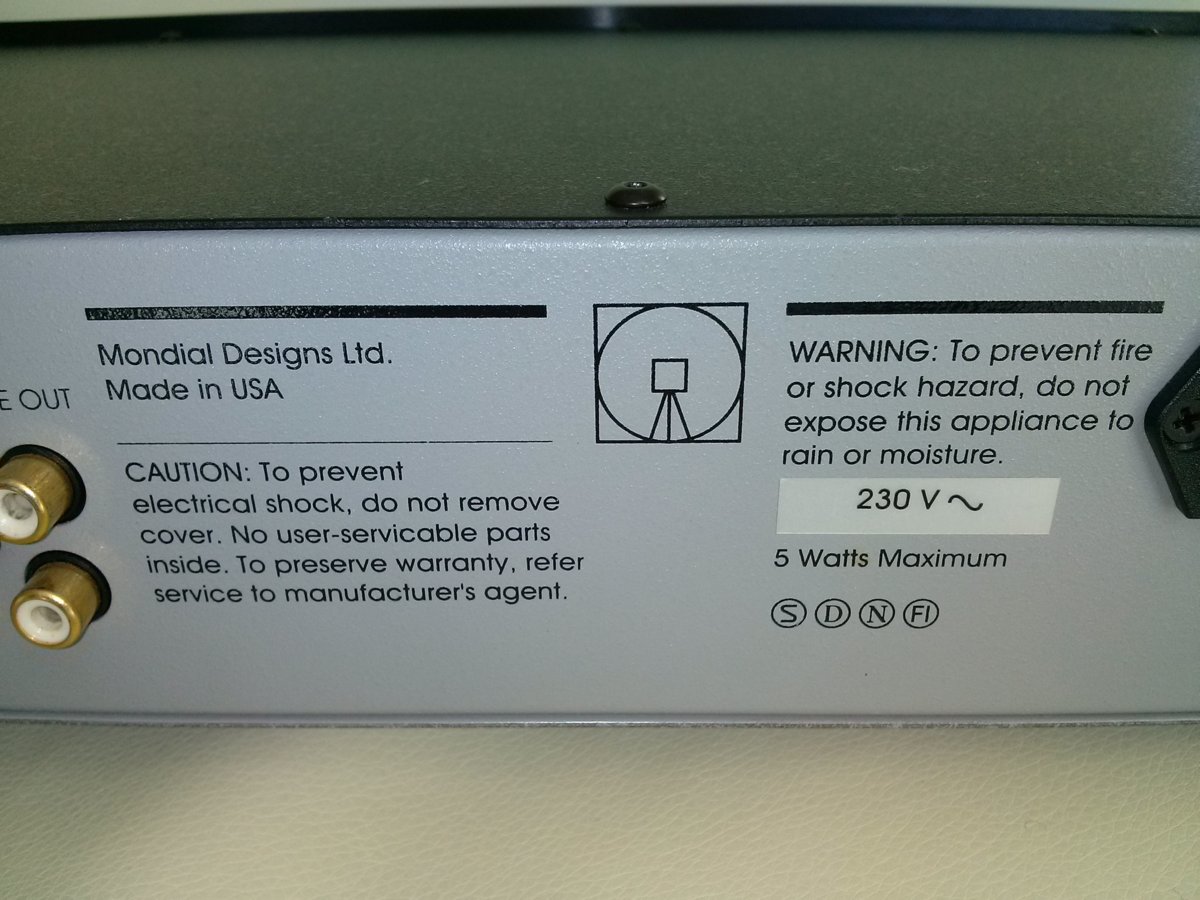 E OUT
Mondial Designs Ltd.
Made in USA
CAUTION: To prevent
electrical shock, do not remove
cover. No user-servicable parts
inside. To preserve warranty, refer
service to manufacturer's agent.
WARNING: To prevent fire
or shock hazard, do not
expose this appliance to
rain or moisture.
230 V ~
5 Watts Maximum
S D N FI